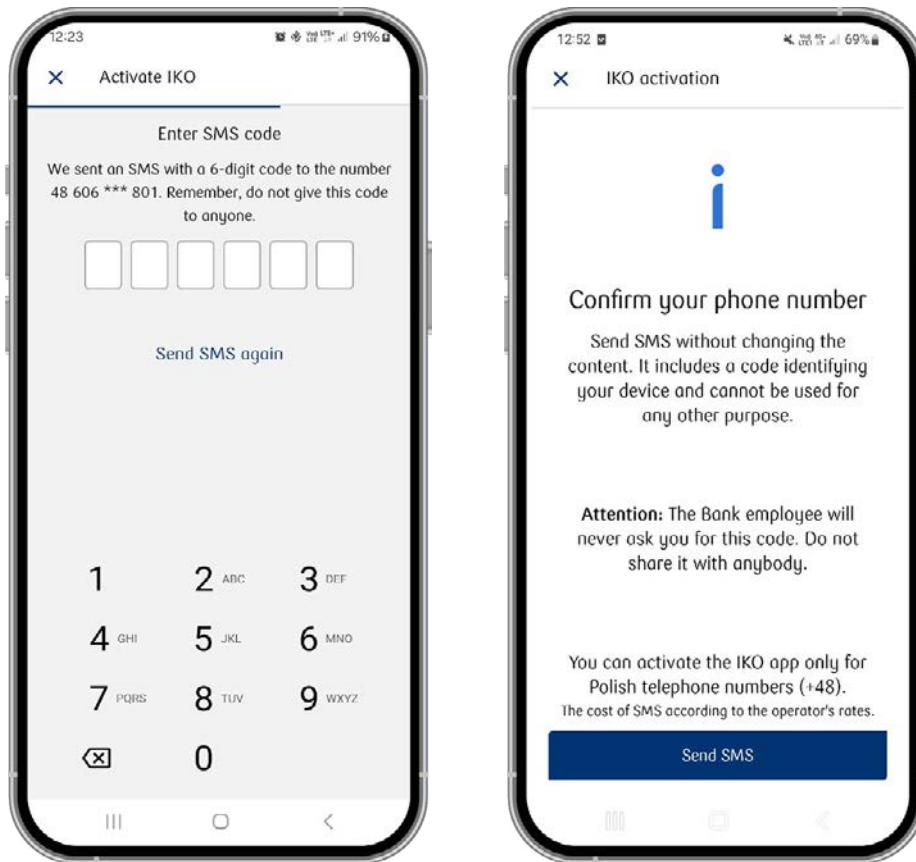 12:23
VoLTE LTE+ 91%
Activate IKO
Enter SMS code
We sent an SMS with a 6-digit code to the number
48 606 *** 801. Remember, do not give this code
to anyone.
Send SMS again
1
2 ABC
3 DEF
4 GHI
5 JKL
6 MNO
7 PQRS
8 TUV
9 WXYZ
0
12:52
69%
IKO activation
i
Confirm your phone number
Send SMS without changing the
content. It includes a code identifying
your device and cannot be used for
any other purpose.
Attention: The Bank employee will
never ask you for this code. Do not
share it with anybody.
You can activate the IKO app only for
Polish telephone numbers (+48).
The cost of SMS according to the operator's rates.
Send SMS